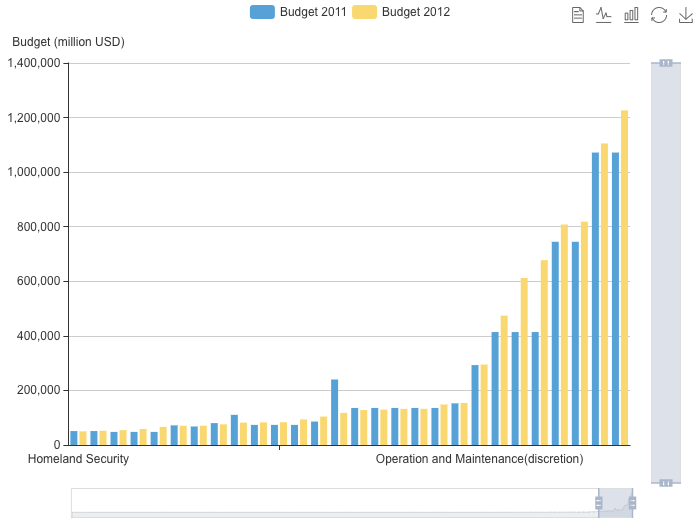 Budget 2011 Budget 2012
Budget (million USD)
1,400,000
1,200,000
1,000,000
800,000
600,000
400,000
200,000
0
Homeland Security Operation and Maintenance(discretion)